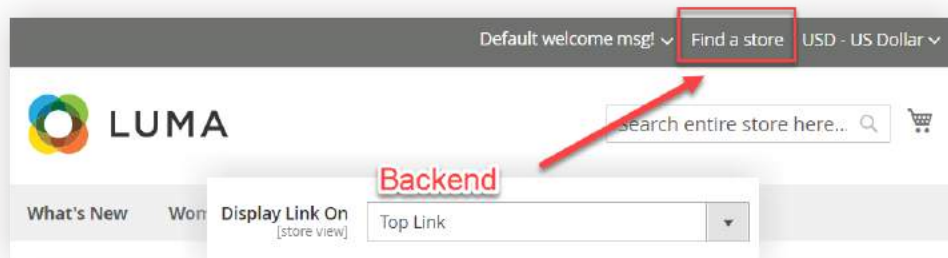 Default welcome msg! Find a store USD - US Dollar
LUMA
Search entire store here...
Backend
What's New Wom Display Link On Top Link
[store view]